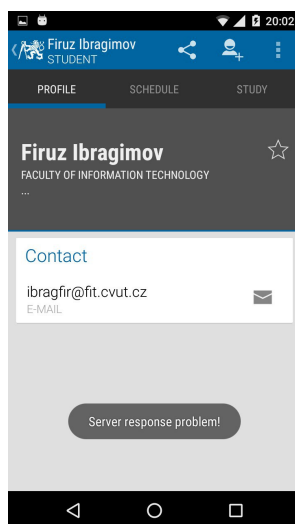 20:02
Firuz Ibragimov
STUDENT
PROFILE SCHEDULE STUDY
Firuz Ibragimov
FACULTY OF INFORMATION TECHNOLOGY
...
Contact
ibragfir@fit.cvut.cz
E-MAIL
Server response problem!